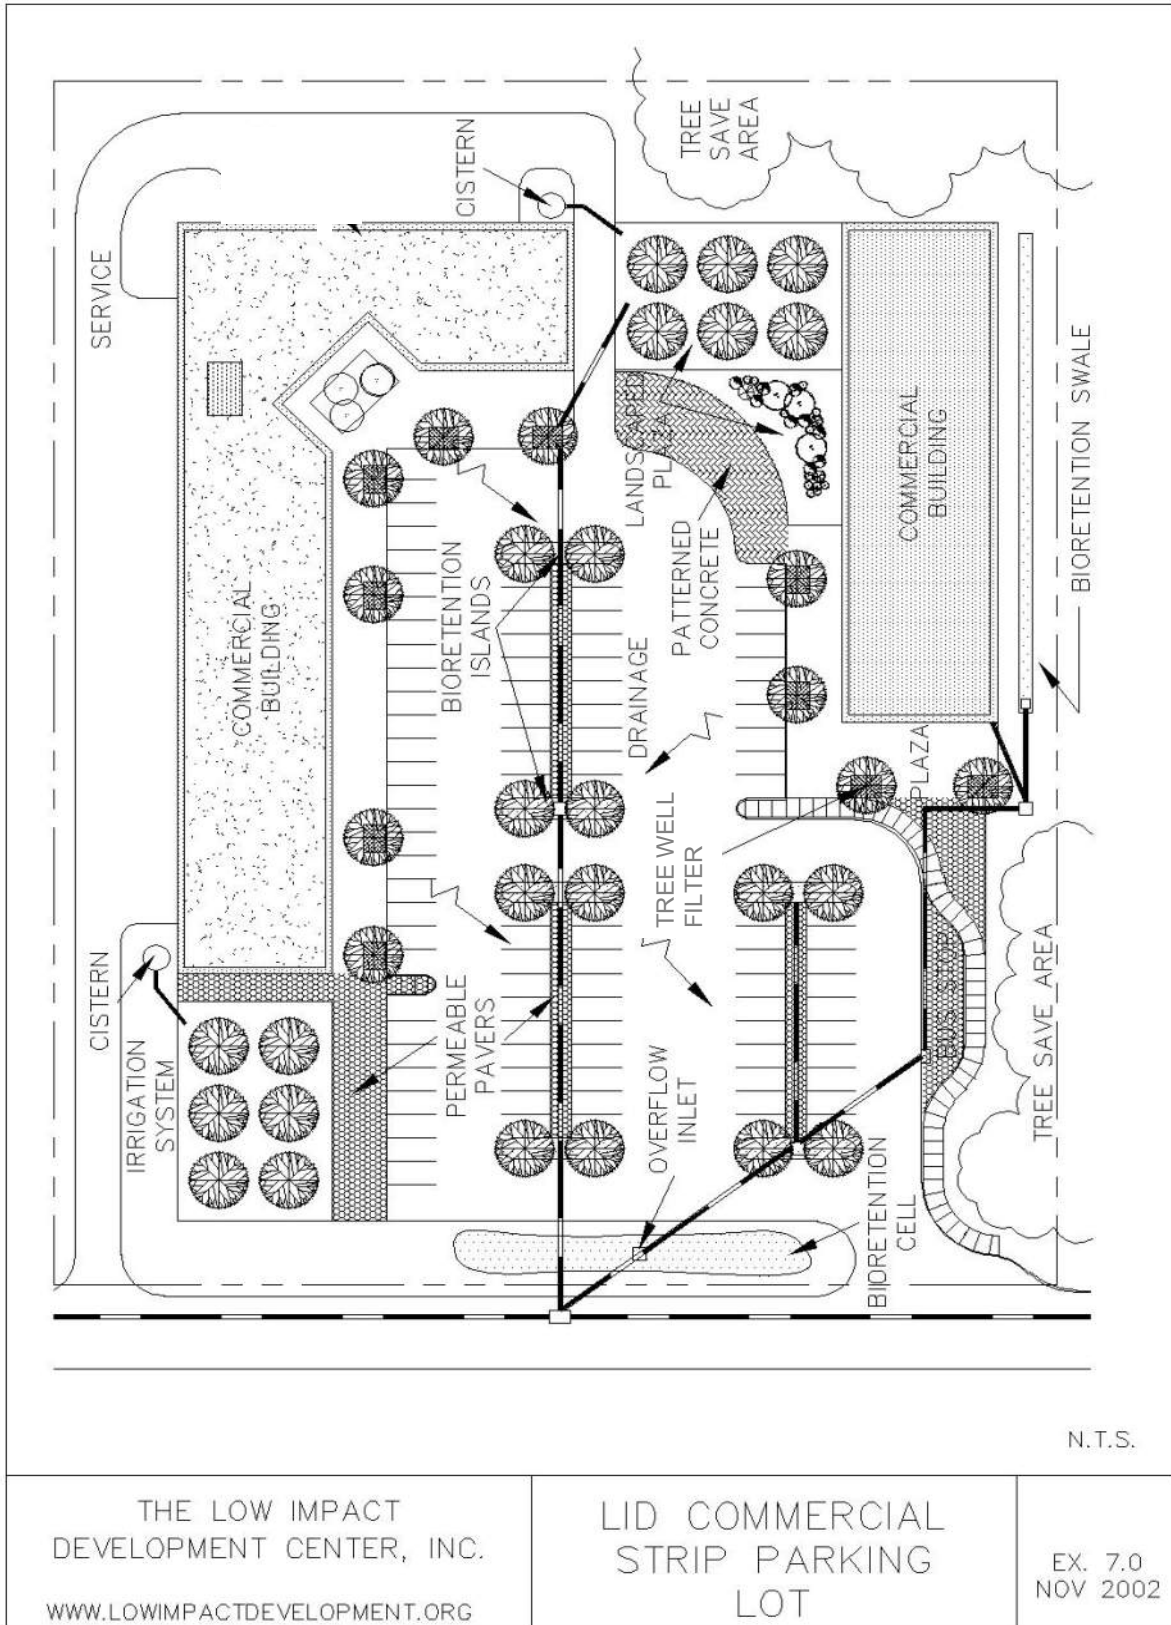 CISTERN
TREE
SAVE
AREA
SERVICE
COMMERCIAL
BUILDING
BIORETENTION SWALE
LANDSCAPED
PLAZA
PATTERNED
CONCRETE
BIORETENTION
ISLANDS
COMMERCIAL
BUILDING
DRAINAGE
PLAZA
TREE WELL
FILTER
CISTERN
IRRIGATION
SYSTEM
PERMEABLE
PAVERS
OVERFLOW
INLET
BUS STOP
TREE SAVE AREA
BIORETENTION
CELL
N.T.S.
THE LOW IMPACT
DEVELOPMENT CENTER, INC.
WWW.LOWIMPACTDEVELOPMENT.ORG
LID COMMERCIAL
STRIP PARKING
LOT
EX. 7.0
NOV 2002